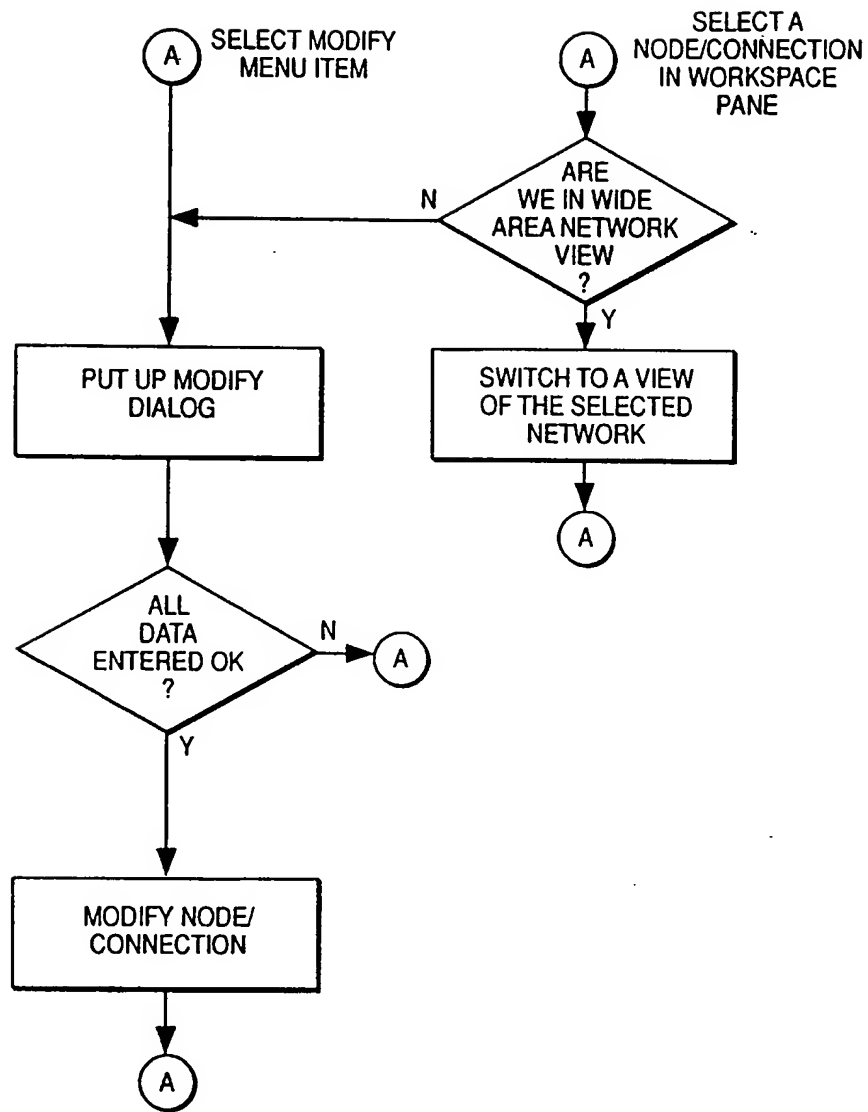 A
SELECT MODIFY
MENU ITEM
A
SELECT A
NODE/CONNECTION
IN WORKSPACE
PANE
ARE
WE IN WIDE
AREA NETWORK
VIEW
?
N
Y
PUT UP MODIFY
DIALOG
SWITCH TO A VIEW
OF THE SELECTED
NETWORK
A
ALL
DATA
ENTERED OK
?
N
A
Y
MODIFY NODE/
CONNECTION
A